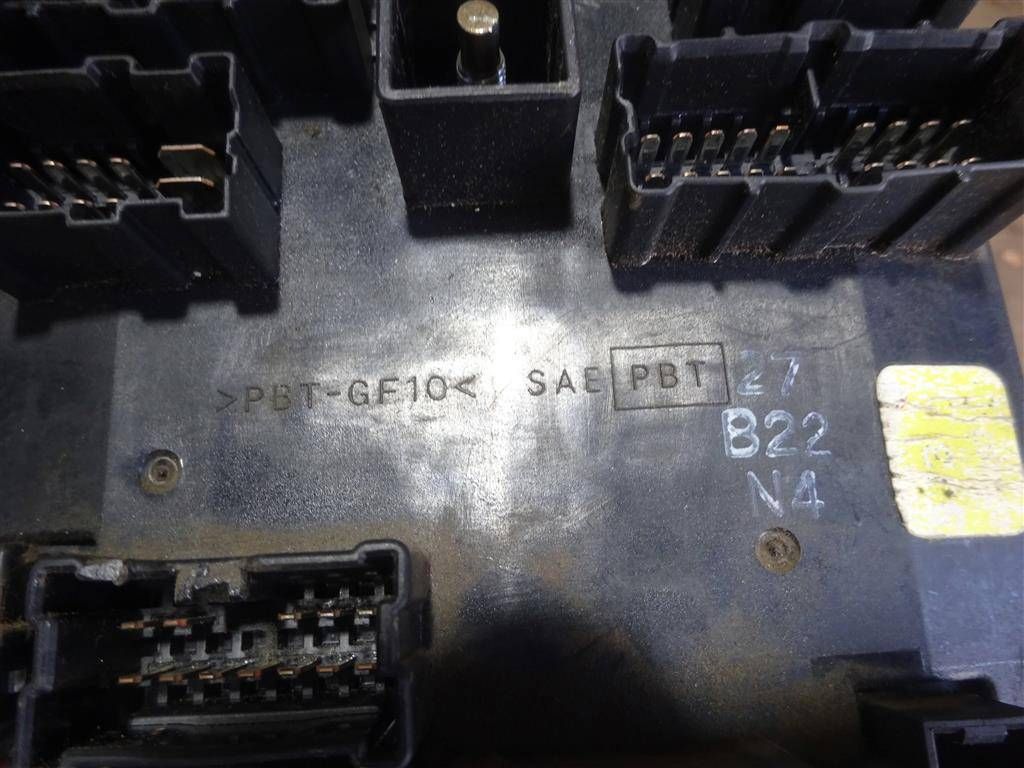 >PBT-GF10< SAE PBT 27
B22
N4